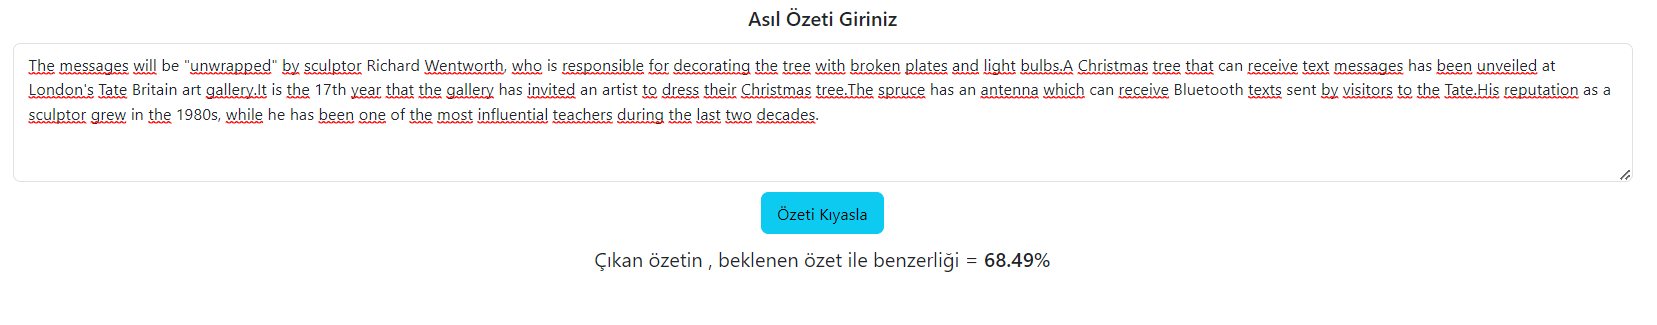 Asıl Özeti Giriniz
The messages will be "unwrapped" by sculptor Richard Wentworth, who is responsible for decorating the tree with broken plates and light bulbs.A Christmas tree that can receive text messages has been unveiled at
London's Tate Britain art gallery.It is the 17th year that the gallery has invited an artist to dress their Christmas tree.The spruce has an antenna which can receive Bluetooth texts sent by visitors to the Tate.His reputation as a
sculptor grew in the 1980s, while he has been one of the most influential teachers during the last two decades.
Özeti Kıyasla
Çıkan özetin , beklenen özet ile benzerliği = 68.49%